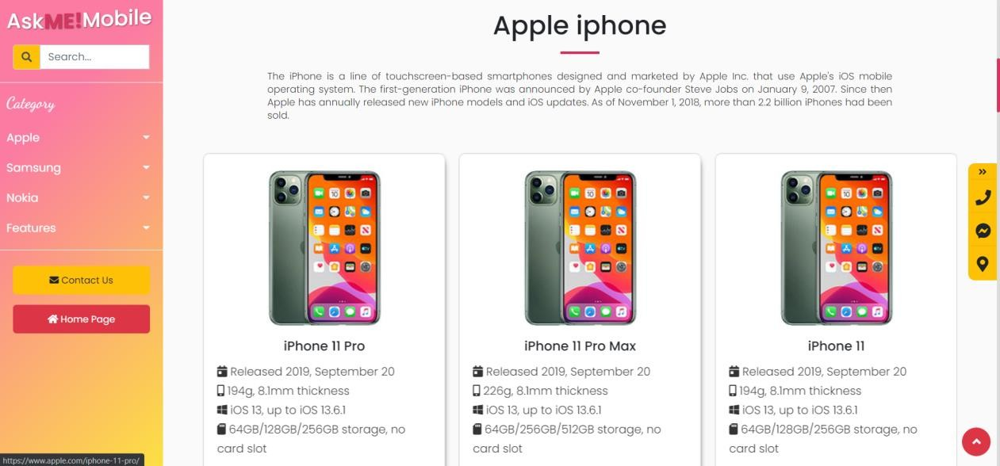 AskME!Mobile
Search...
Category
Apple
Samsung
Nokia
Features
Contact Us
Home Page
https://www.apple.com/iphone-11-pro/
Apple iphone
The iPhone is a line of touchscreen-based smartphones designed and marketed by Apple Inc. that use Apple's iOS mobile
operating system. The first-generation iPhone was announced by Apple co-founder Steve Jobs on January 9, 2007. Since then
Apple has annually released new iPhone models and iOS updates. As of November 1, 2018, more than 2.2 billion iPhones had been
sold.
iPhone 11 Pro
Released 2019, September 20
194g, 8.1mm thickness
iOS 13, up to iOS 13.6.1
64GB/128GB/256GB storage, no
card slot
iPhone 11 Pro Max
Released 2019, September 20
226g, 8.1mm thickness
iOS 13, up to iOS 13.6.1
64GB/256GB/512GB storage, no
card slot
iPhone 11
Released 2019, September 20
194g, 8.1mm thickness
iOS 13, up to iOS 13.6.1
64GB/128GB/256GB storage, no
card slot